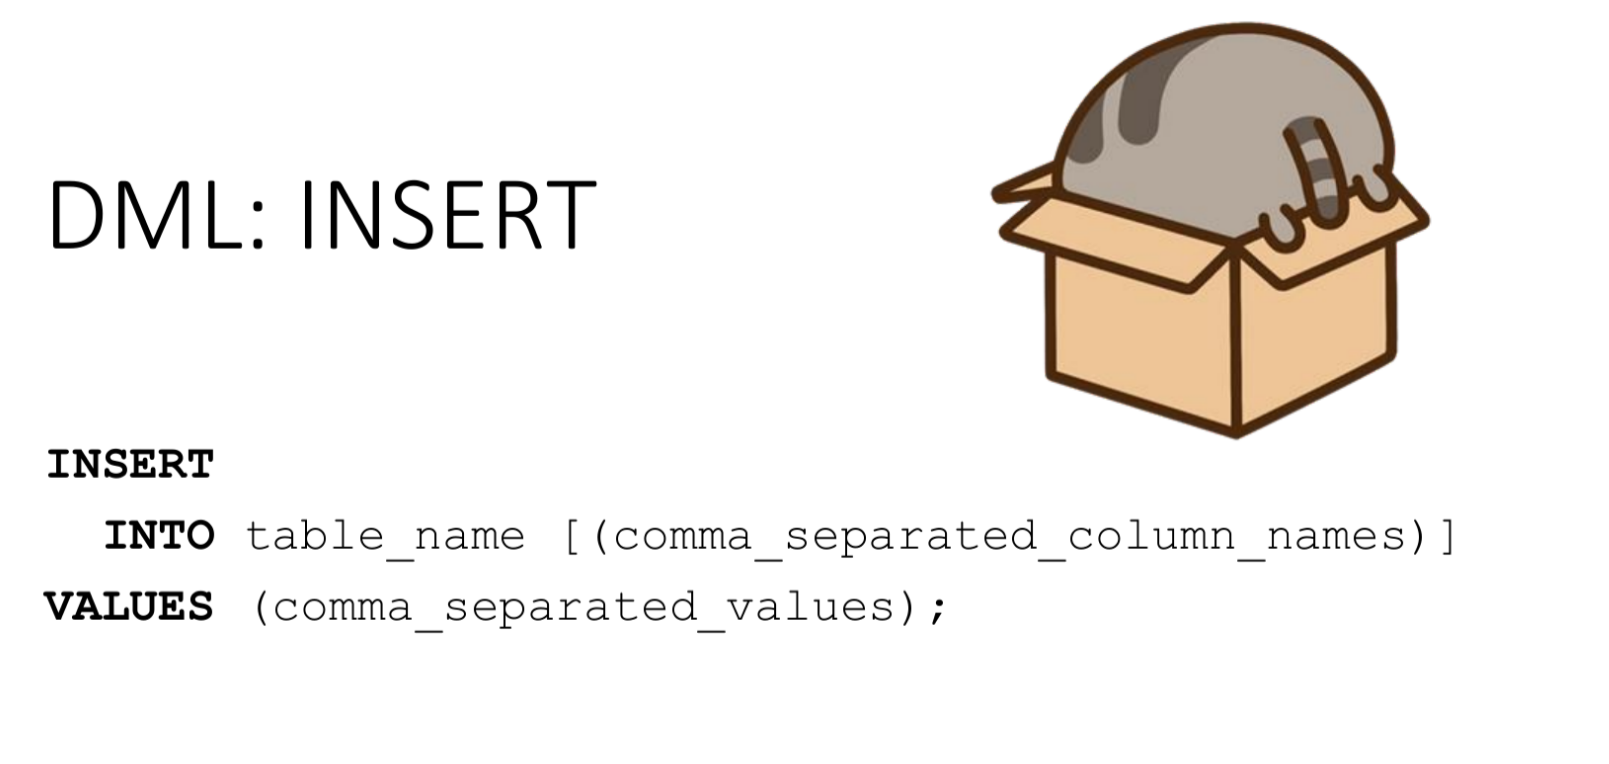 DML: INSERT
INSERT
INTO table_name [(comma_separated_column_names)]
VALUES (comma_separated_values);